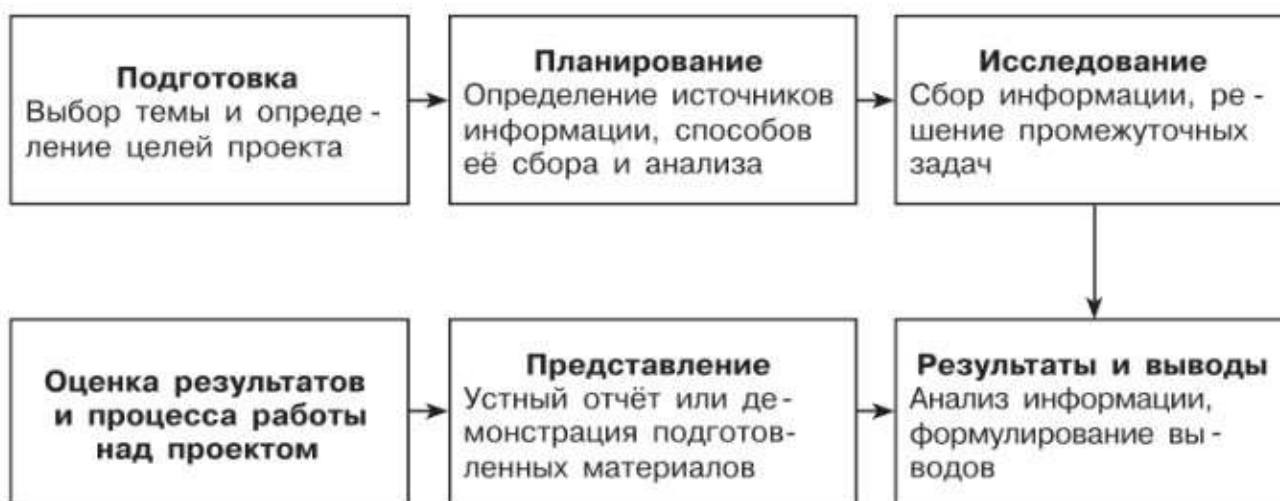 Подготовка
Выбор темы и опреде -
ление целей проекта
Планирование
Определение источников
информации, способов
её сбора и анализа
Исследование
Сбор информации, ре -
шение промежуточных
задач
Оценка результатов
и процесса работы
над проектом
Представление
Устный отчёт или де -
монстрация подготов-
ленных материалов
Результаты и выводы
Анализ информации,
формулирование вы -
водов